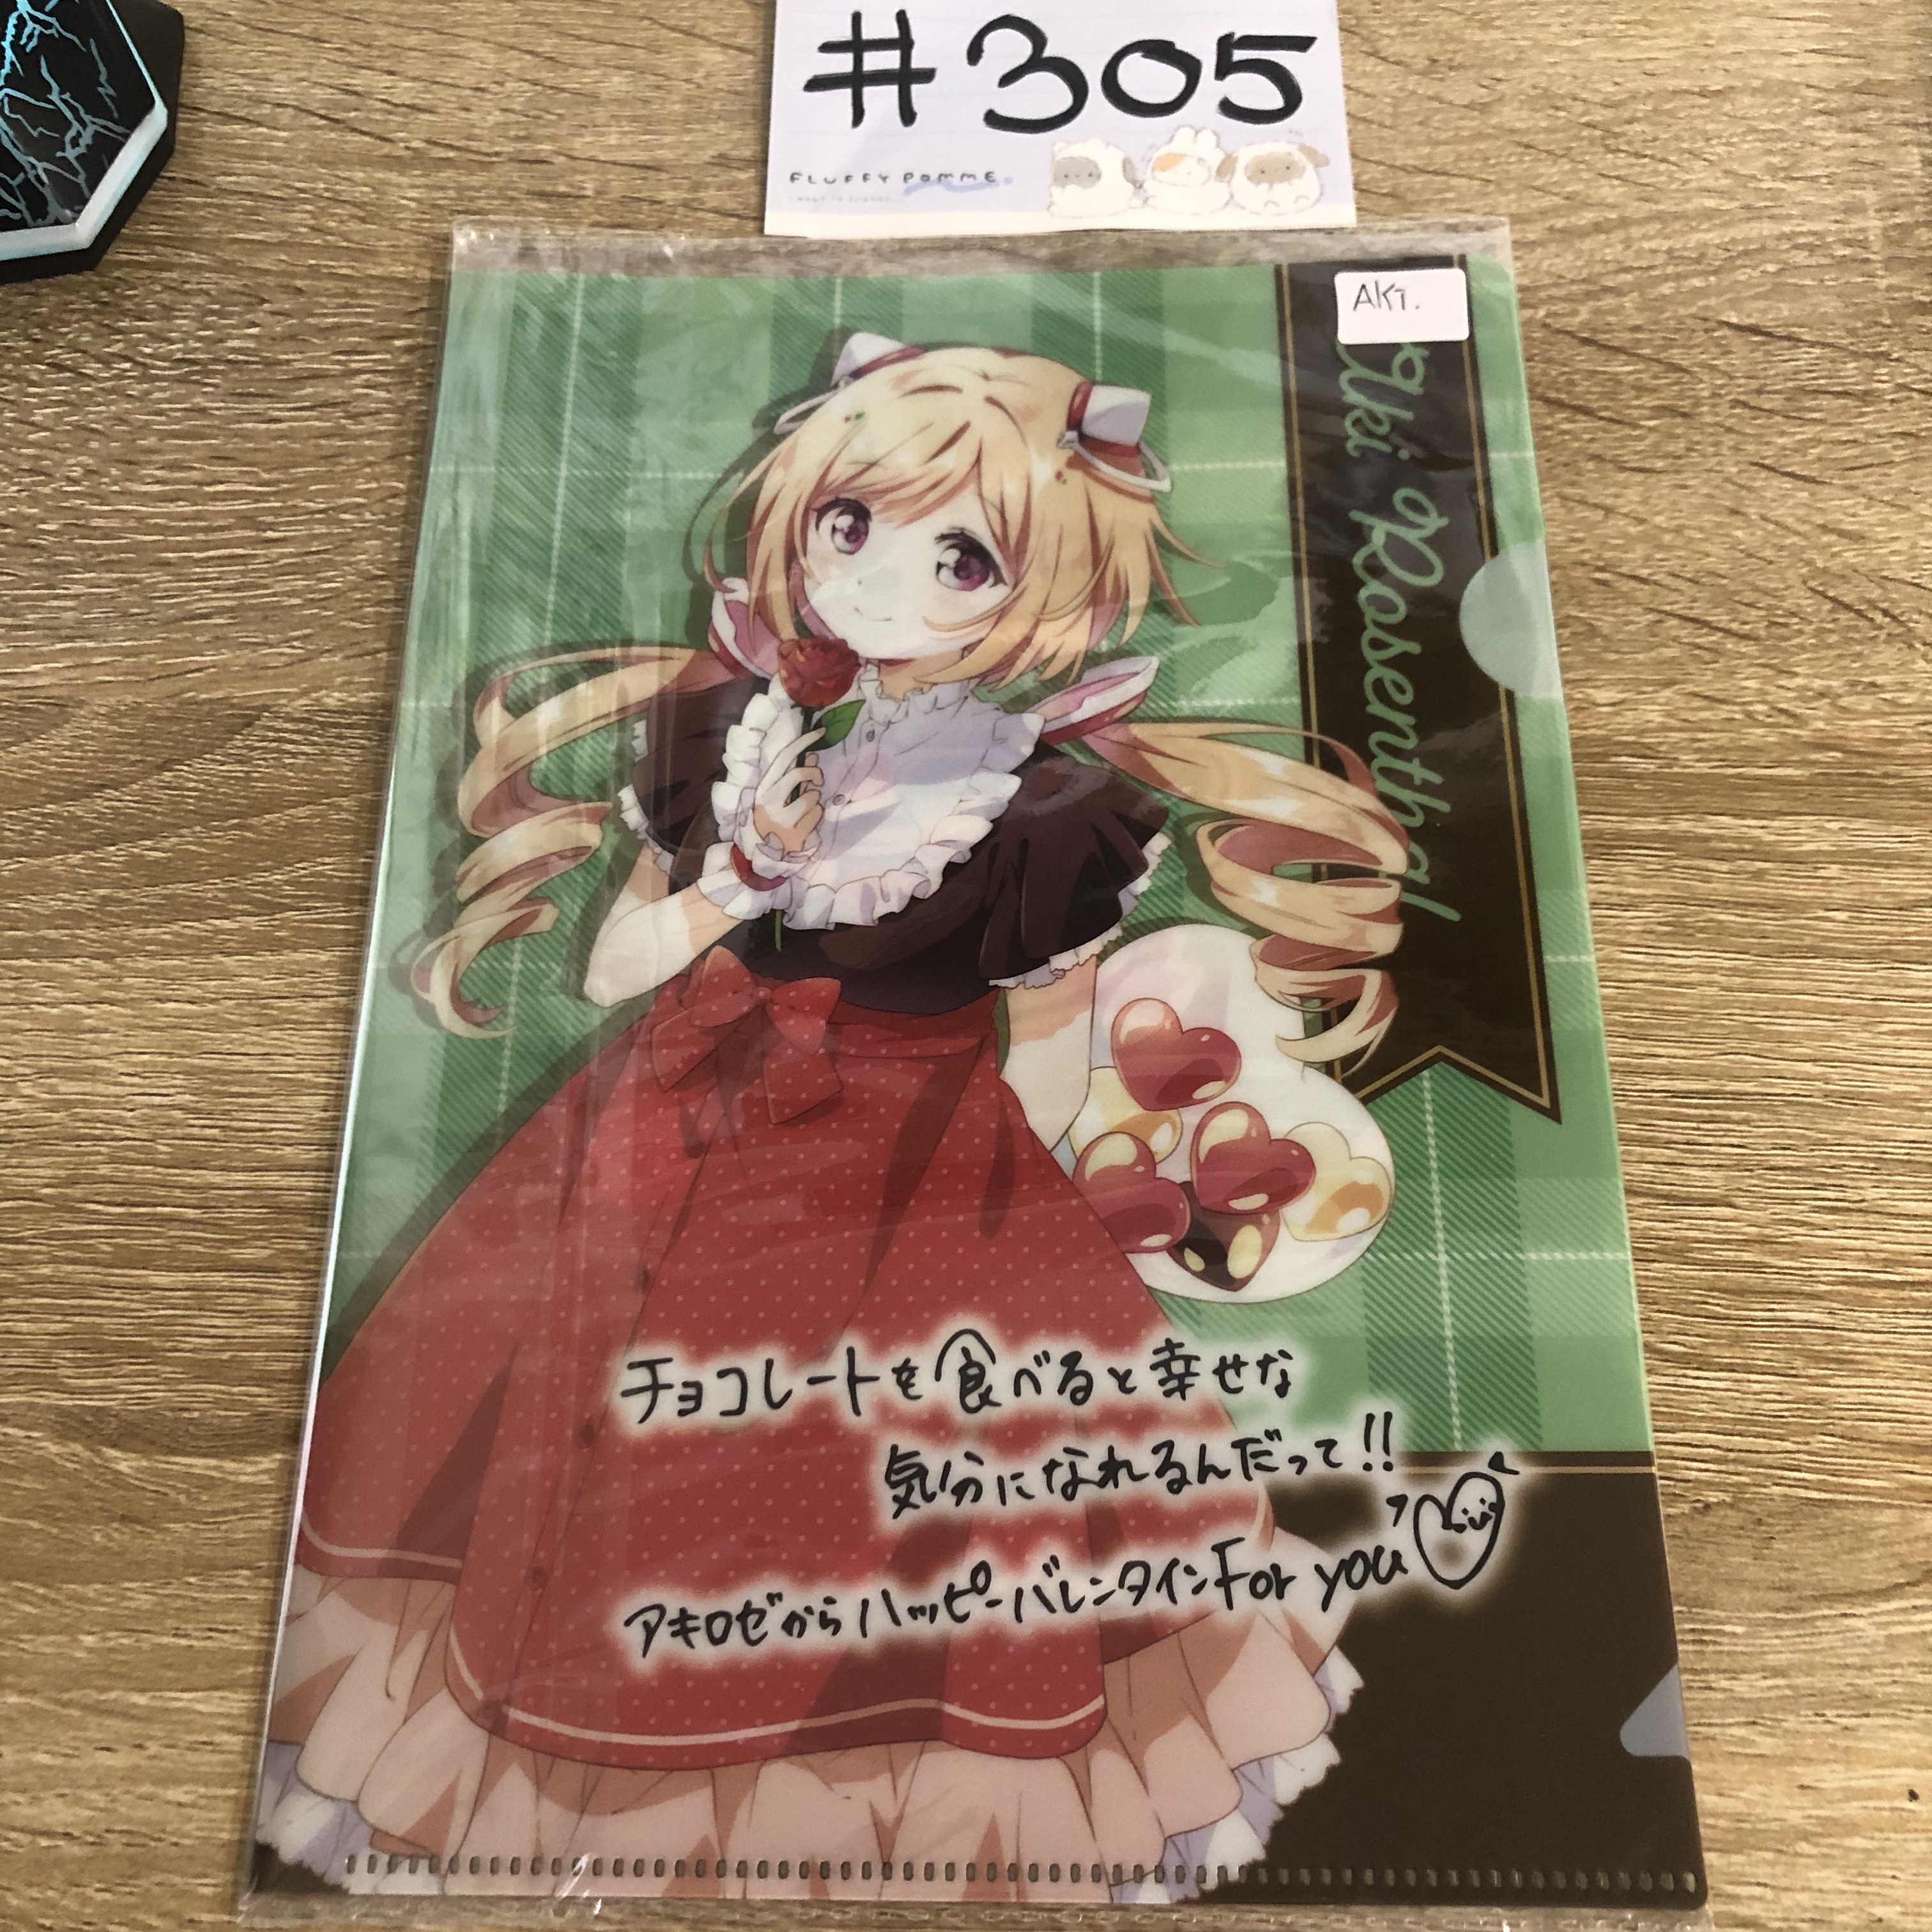 #305
FLUFFY POMME.
AKI.
Aki Rosenthal
チョコレートを食べると幸せな
気分になれるんだって!!
アキロゼからハッピーバレンタインFor you